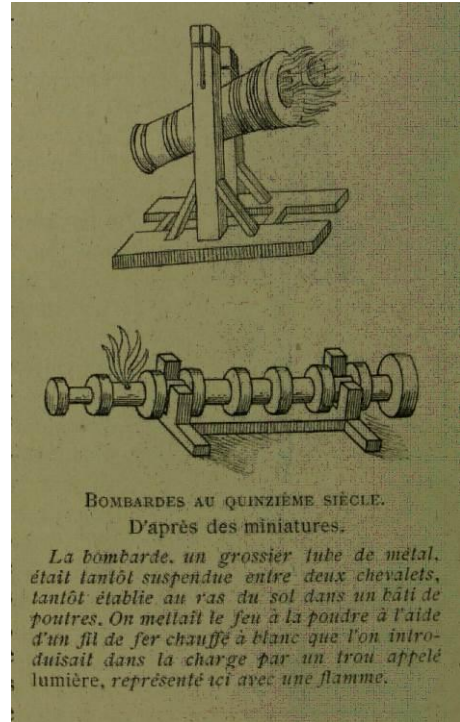 BOMBARDES AU QUINZIÈME SIÈCLE.
D'après des miniatures.
La bombarde, un grossier tube de métal,
était tantôt suspendue entre deux chevalets,
tantôt établie au ras du sol dans un bâti de
poutres. On mettait le feu à la poudre à l'aide
d'un fil de fer chauffé à blanc que l'on intro-
duisait dans la charge par un trou appelé
lumière, représenté ici avec une flamme.